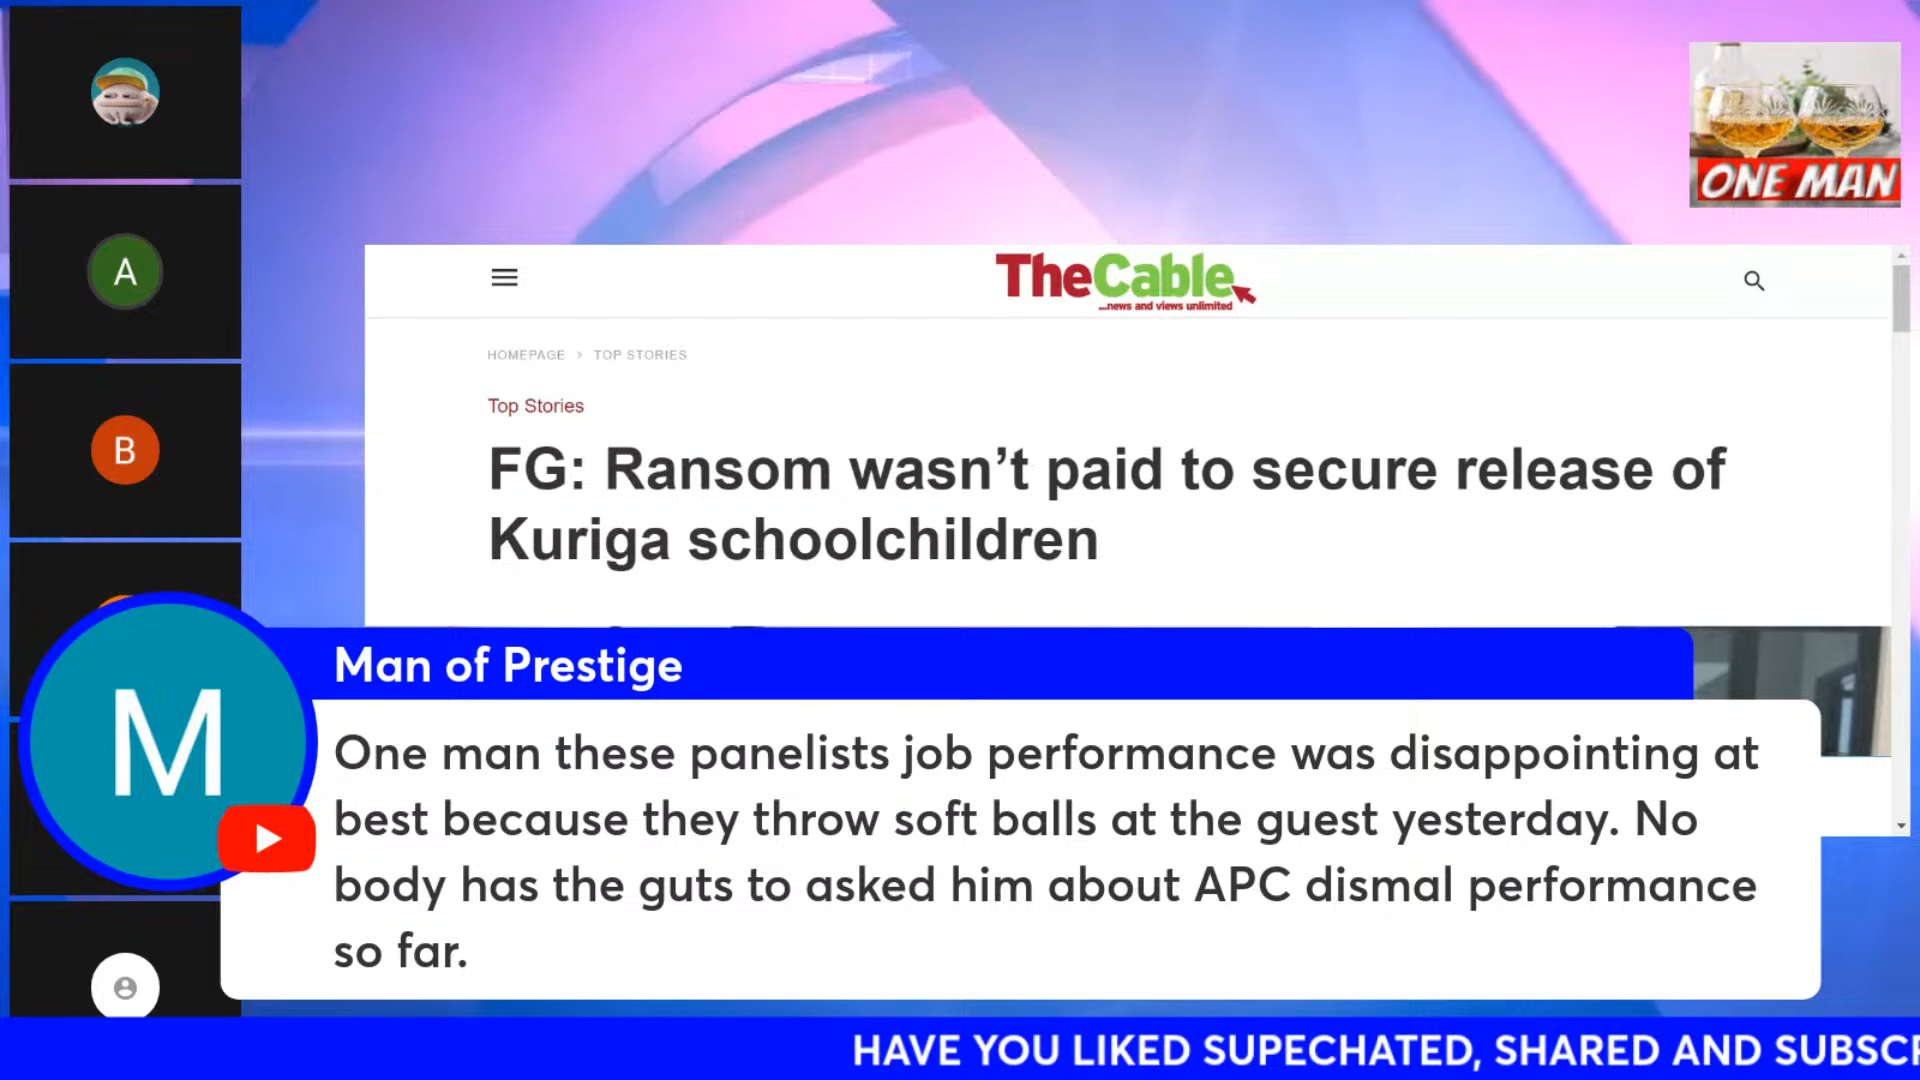 ONE MAN
TheCable
...news and views unlimited
HOMEPAGE > TOP STORIES
Top Stories
FG: Ransom wasn’t paid to secure release of
Kuriga schoolchildren
A
B
M
Man of Prestige
One man these panelists job performance was disappointing at
best because they throw soft balls at the guest yesterday. No
body has the guts to asked him about APC dismal performance
so far.
HAVE YOU LIKED SUPECHATED, SHARED AND SUBSC